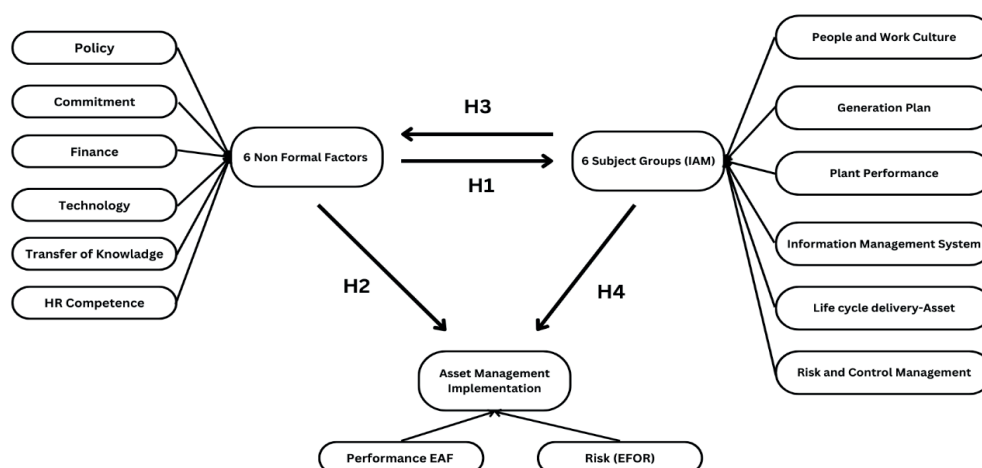 Policy
Commitment
Finance
Technology
Transfer of Knowladge
HR Competence
6 Non Formal Factors
H3
H1
H2
H4
6 Subject Groups (IAM)
People and Work Culture
Generation Plan
Plant Performance
Information Management System
Life cycle delivery-Asset
Risk and Control Management
Asset Management
Implementation
Performance EAF
Risk (EFOR)